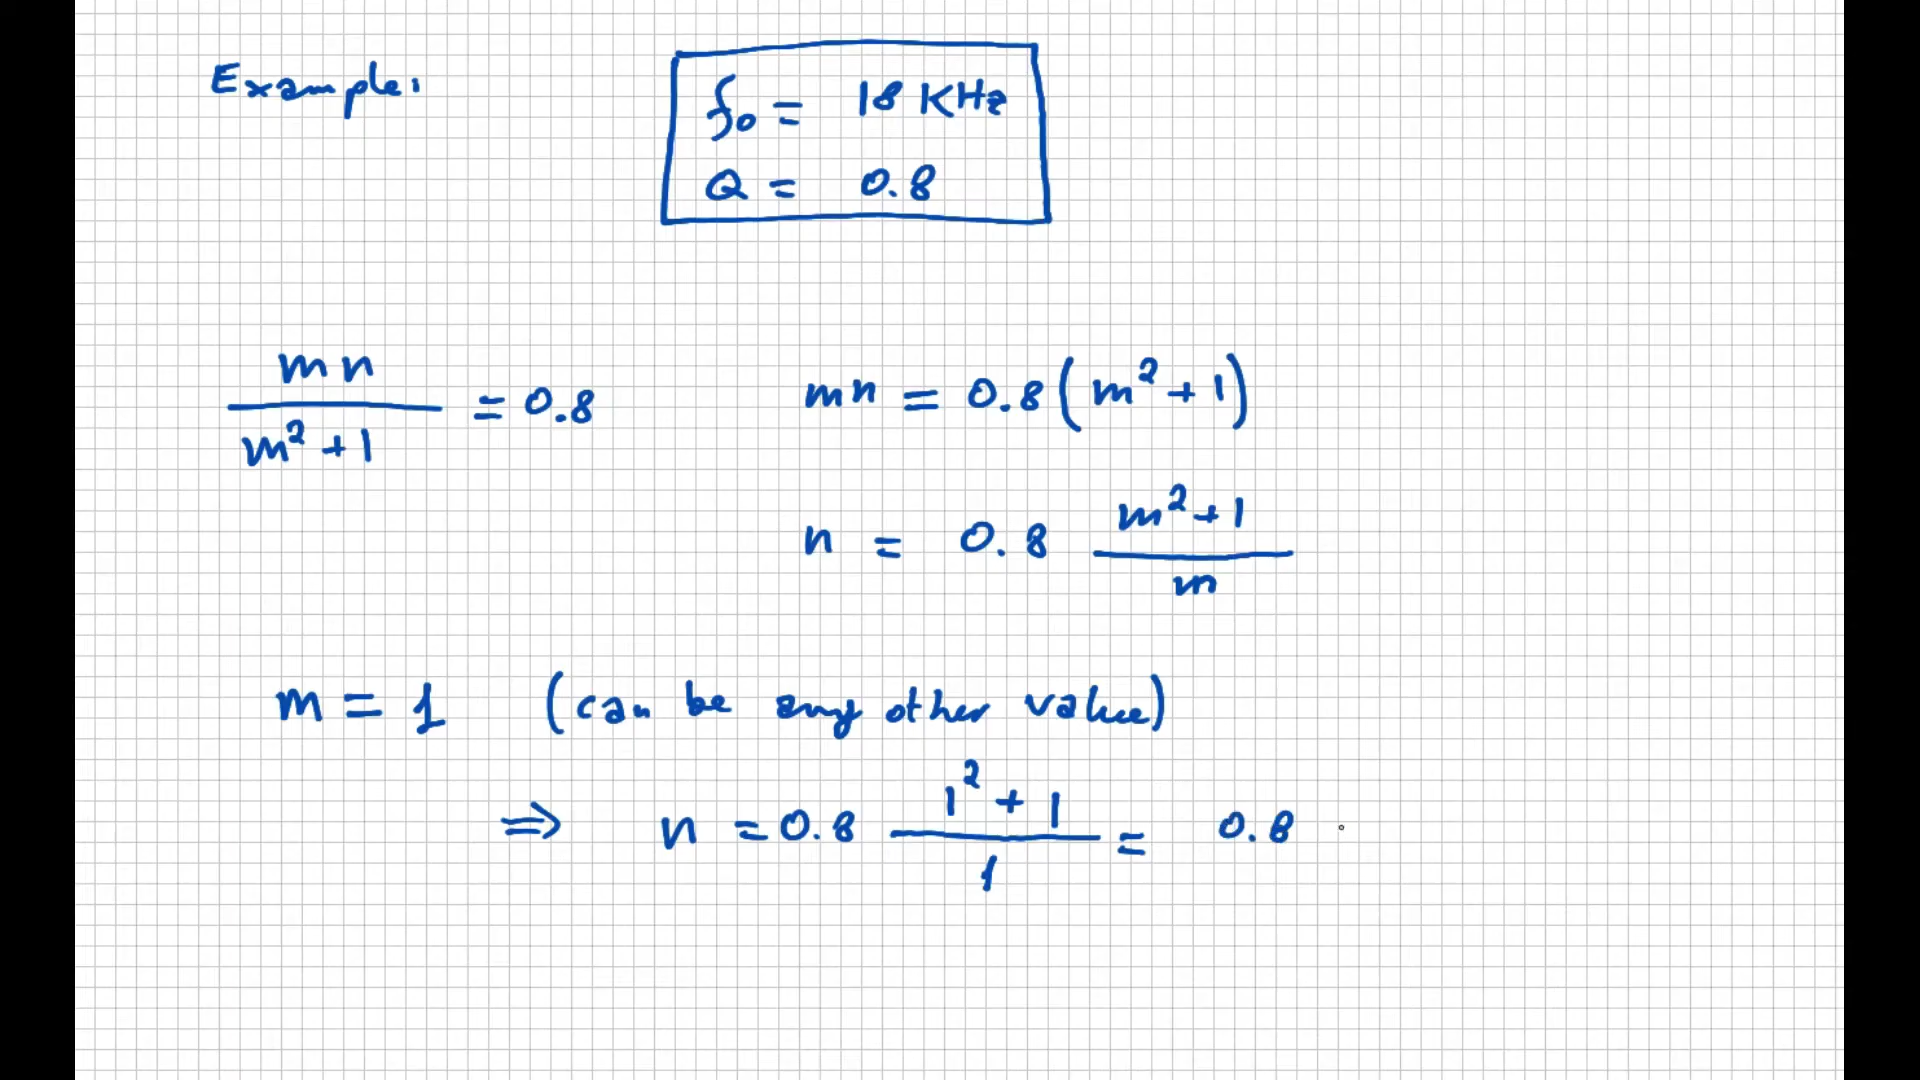 Example:
f₀ = 18 KHz
Q = 0.8
mn / (m² + 1) = 0.8
mn = 0.8 (m² + 1)
n = 0.8 (m² + 1) / m
m = 1 (can be any other value)
⇒ n = 0.8 (1² + 1) / 1 = 0.8